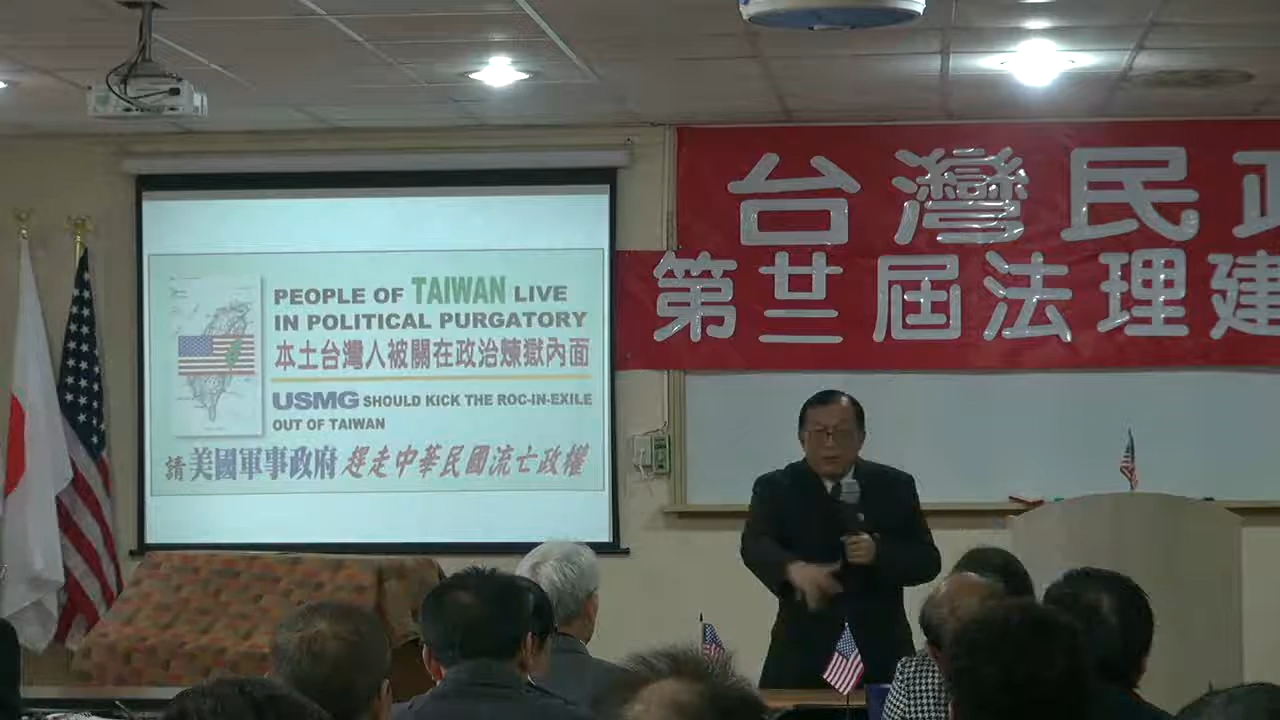 PEOPLE OF TAIWAN LIVE
IN POLITICAL PURGATORY
本土台灣人被關在政治煉獄內面
USMG SHOULD KICK THE ROC-IN-EXILE
OUT OF TAIWAN
請美國軍事政府趕走中華民國流亡政權
台灣民政
第廿二屆法理建